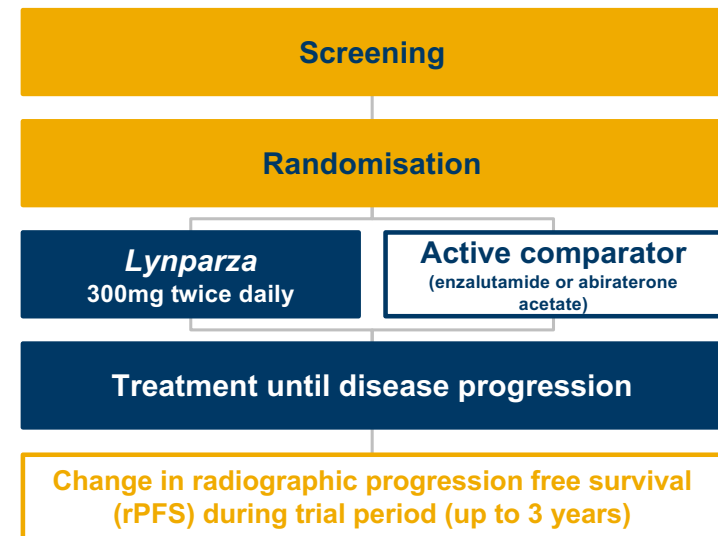 Screening
Randomisation
Lynparza
300mg twice daily
Active comparator
(enzalutamide or abiraterone
acetate)
Treatment until disease progression
Change in radiographic progression free survival
(rPFS) during trial period (up to 3 years)